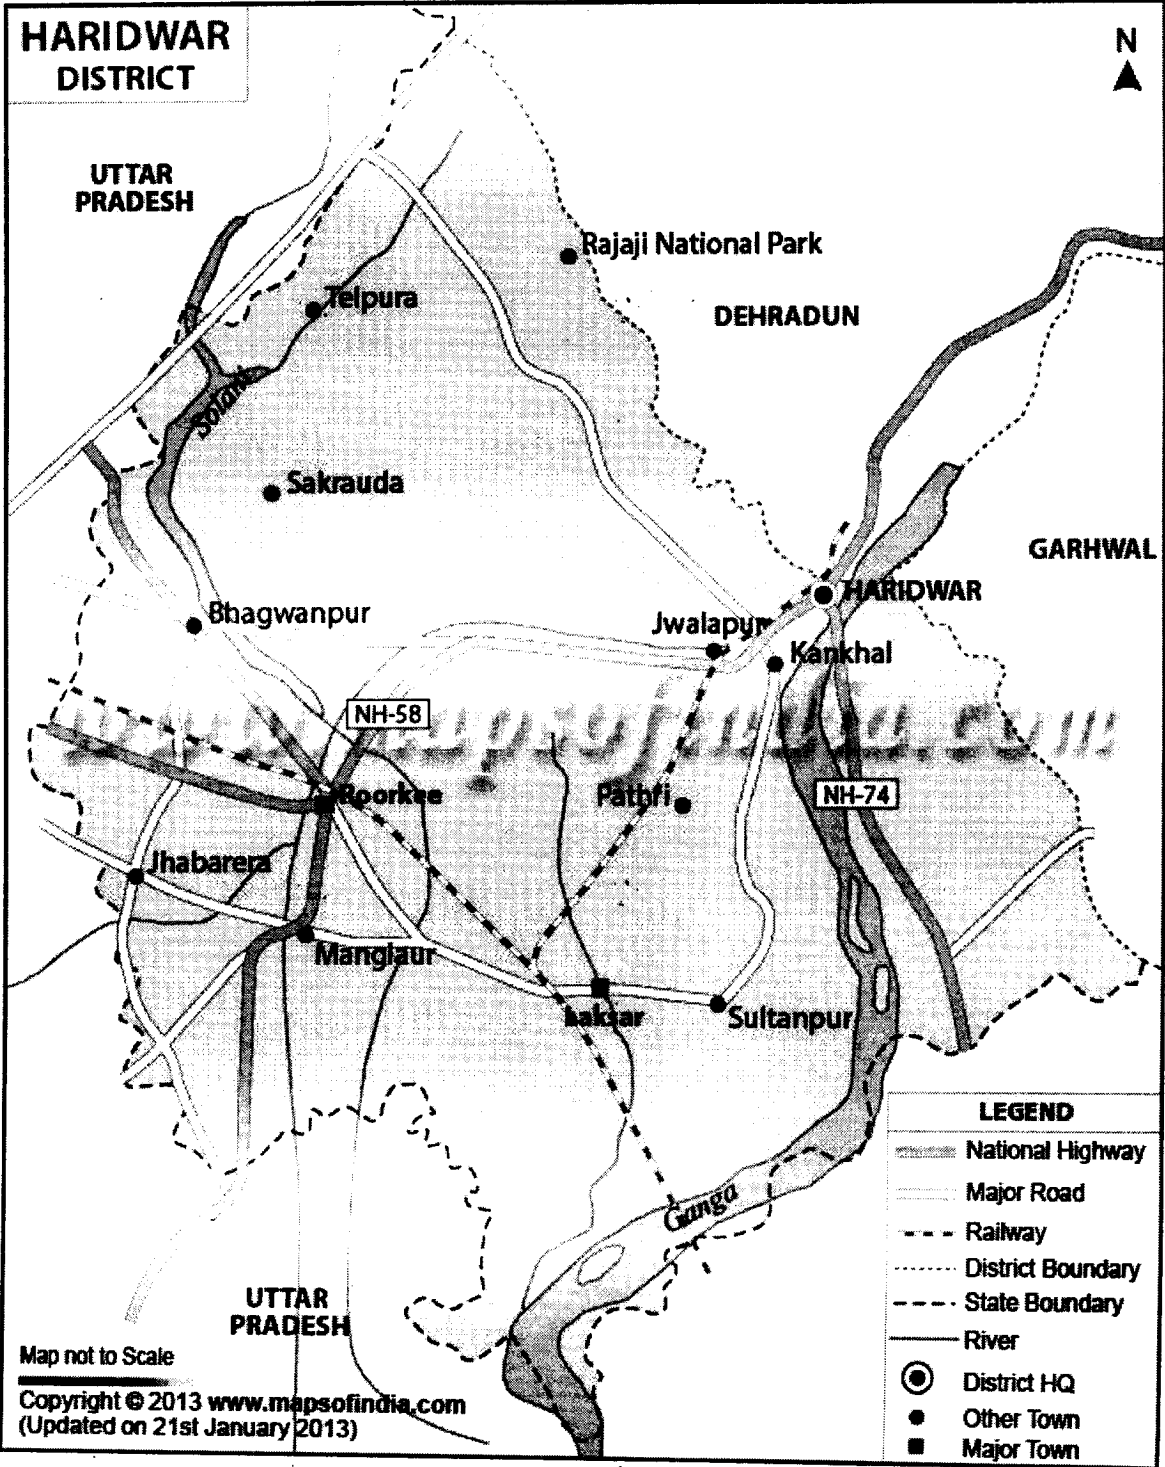 HARIDWAR
DISTRICT
N
UTTAR
PRADESH
Rajaji National Park
Telpura
DEHRADUN
Solani
Sakrauda
GARHWAL
HARIDWAR
Bhagwanpur
Jwalapur
Kankhal
NH-58
www.mapsofindia.com
Roorkee
Pathri
NH-74
Jhabarera
Manglaur
Laksar
Sultanpur
LEGEND
National Highway
Major Road
Railway
District Boundary
State Boundary
River
District HQ
Other Town
Major Town
Ganga
UTTAR
PRADESH
Map not to Scale
Copyright © 2013 www.mapsofindia.com
(Updated on 21st January 2013)